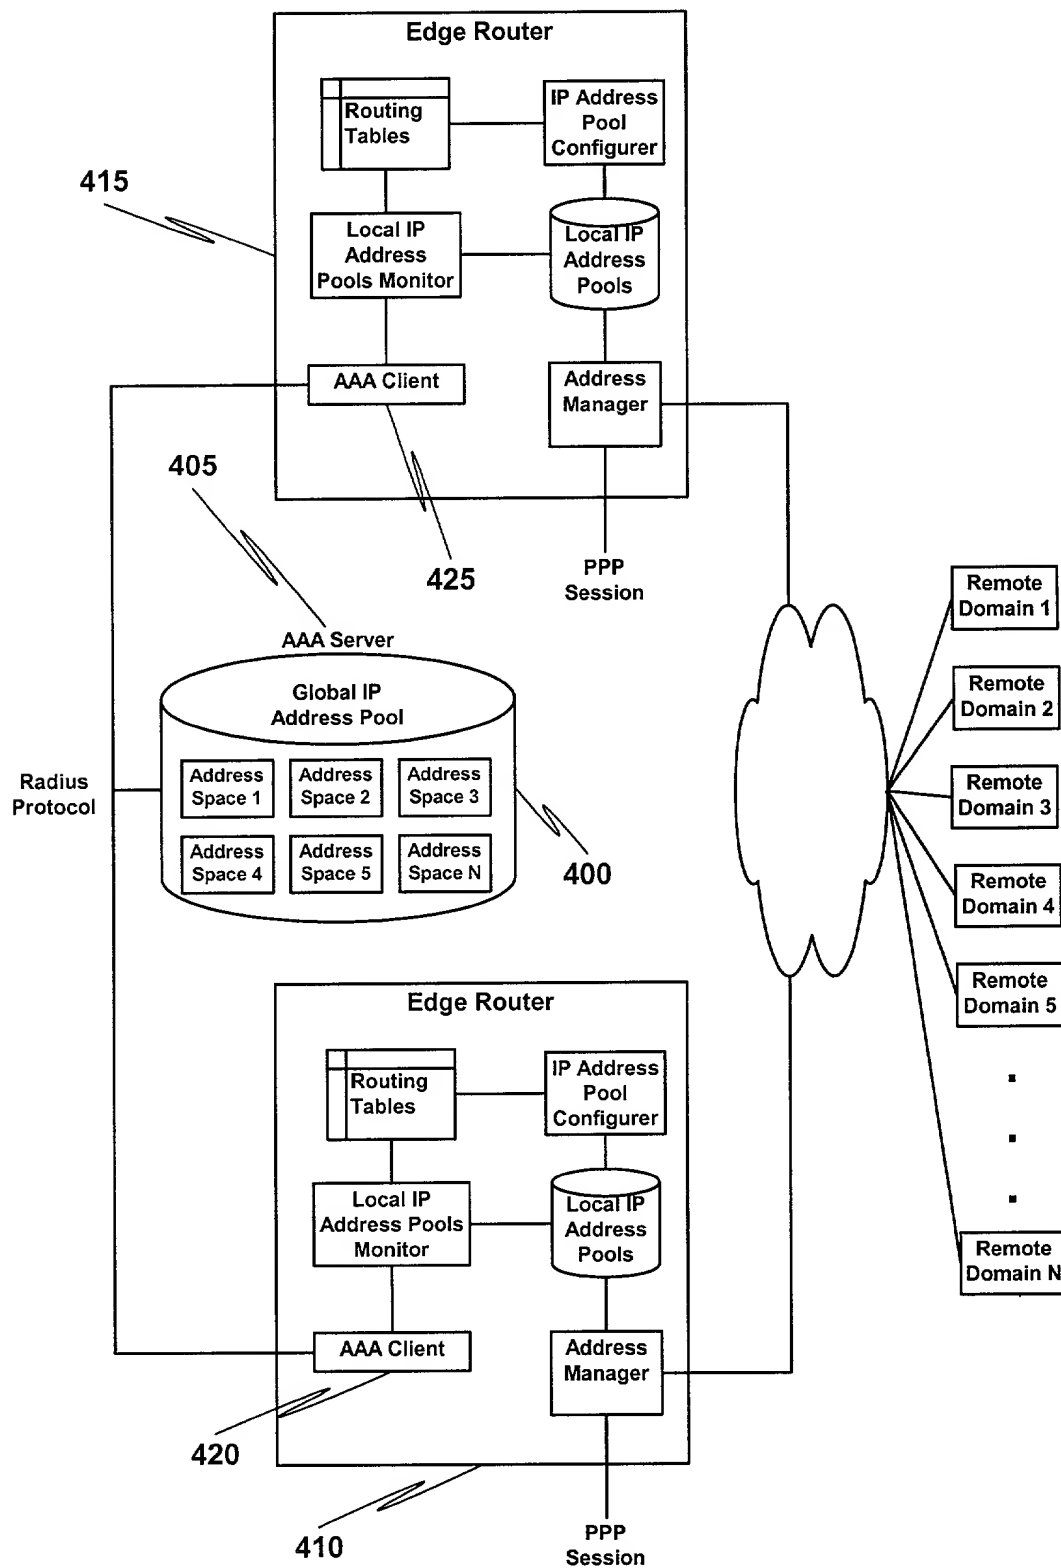 Edge Router
Routing
Tables
IP Address
Pool
Configurer
415
Local IP
Address
Pools Monitor
Local IP
Address
Pools
AAA Client
Address
Manager
405
425
PPP
Session
Remote
Domain 1
AAA Server
Global IP
Address Pool
Remote
Domain 2
Radius
Protocol
Address
Space 1
Address
Space 2
Address
Space 3
Remote
Domain 3
Address
Space 4
Address
Space 5
Address
Space N
400
Remote
Domain 4
Remote
Domain 5
Edge Router
Routing
Tables
IP Address
Pool
Configurer
Local IP
Address Pools
Monitor
Local IP
Address
Pools
Remote
Domain N
AAA Client
Address
Manager
420
410
PPP
Session